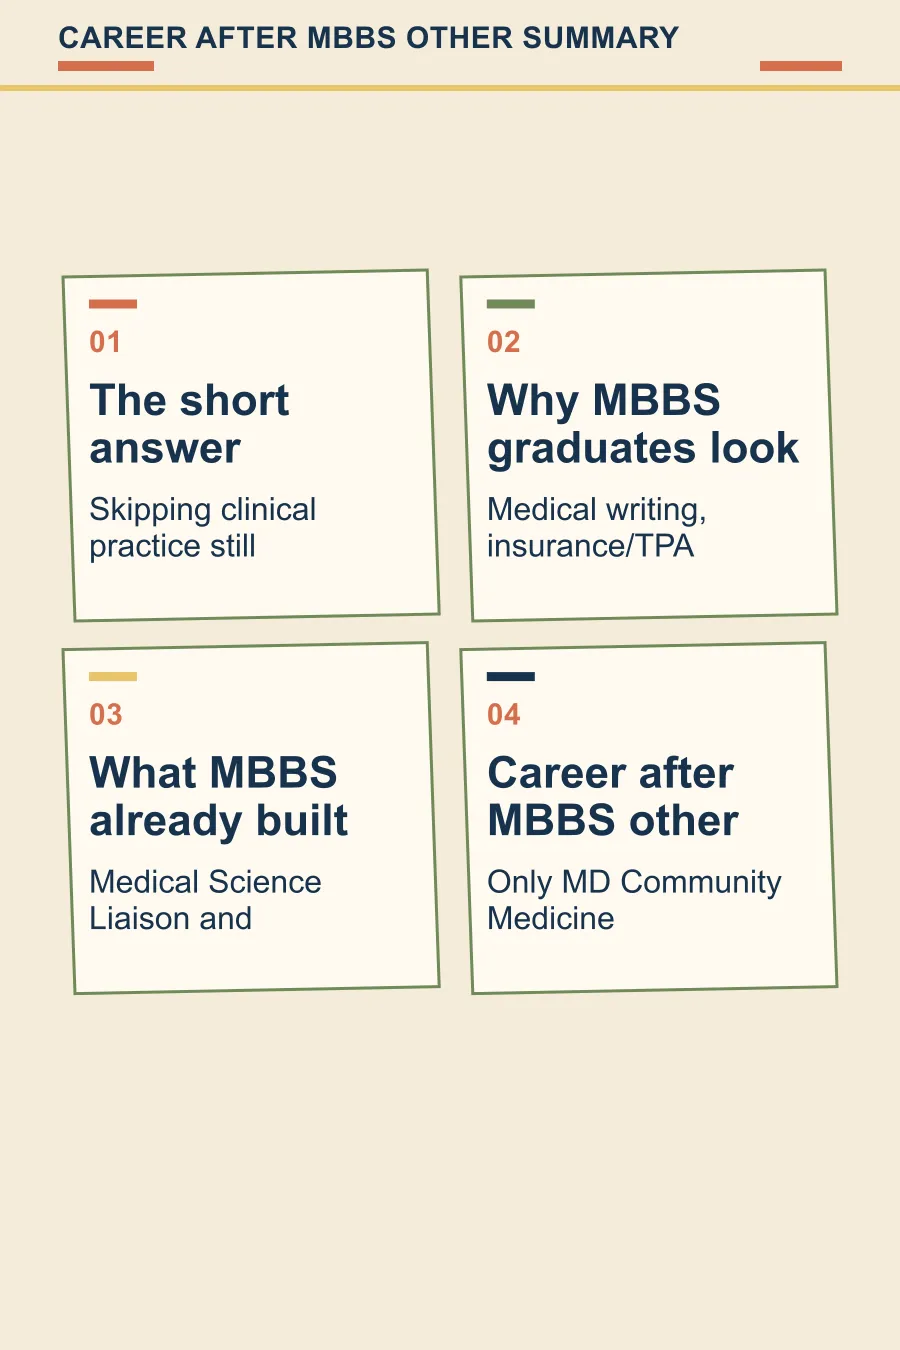 CAREER AFTER MBBS OTHER SUMMARY
01
The short
answer
Skipping clinical
practice still
02
Why MBBS
graduates look
Medical writing,
insurance/TPA
03
What MBBS
already built
Medical Science
Liaison and
04
Career after
MBBS other
Only MD Community
Medicine